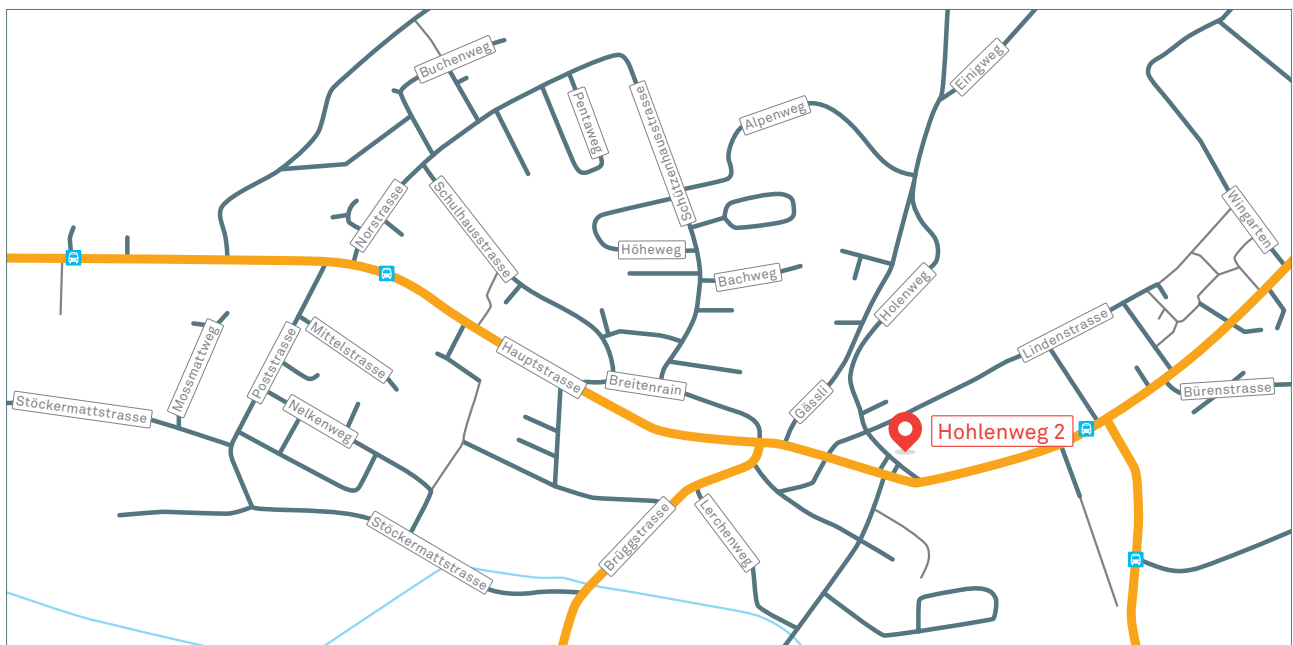 Buchenweg
Einigweg
Pentaweg
Schützenhausstrasse
Alpenweg
Norstrasse
Schulhausstrasse
Wingarten
Höheweg
Bachweg
Holenweg
Mossmattweg
Poststrasse
Mittelstrasse
Lindenstrasse
Hauptstrasse
Breitenrain
Bürenstrasse
Gässli
Stöckermattstrasse
Nelkenweg
Hohlenweg 2
Stöckermattstrasse
Brüggstrasse
Lerchenweg